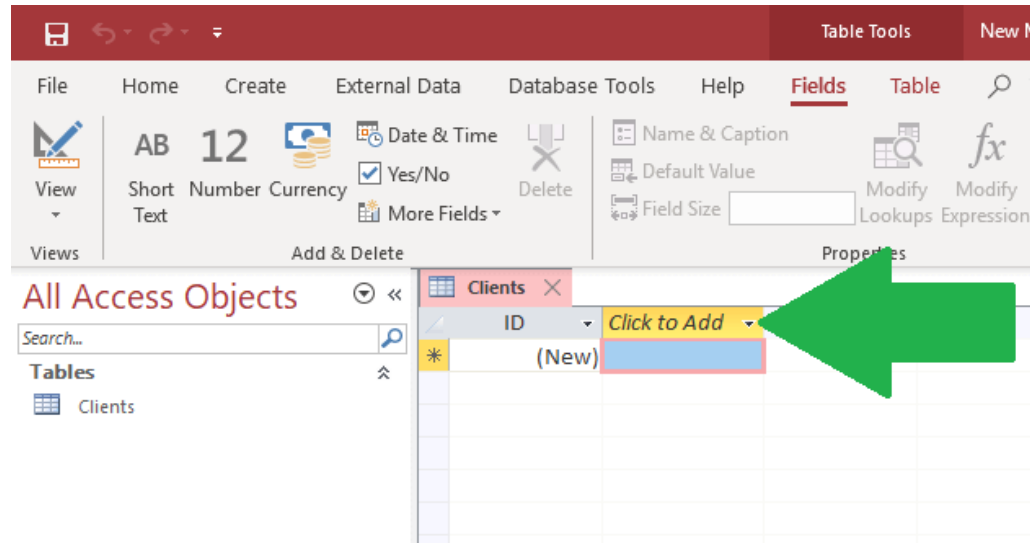 Table Tools
New
File Home Create External Data Database Tools Help Fields Table
AB 12 Date & Time Name & Caption fx
Yes/No Default Value
View Short Text Number Currency More Fields Delete Field Size Modify Lookups Modify Expression
Views Add & Delete Properties
All Access Objects «
Clients
ID Click to Add
Search...
* (New)
Tables
Clients